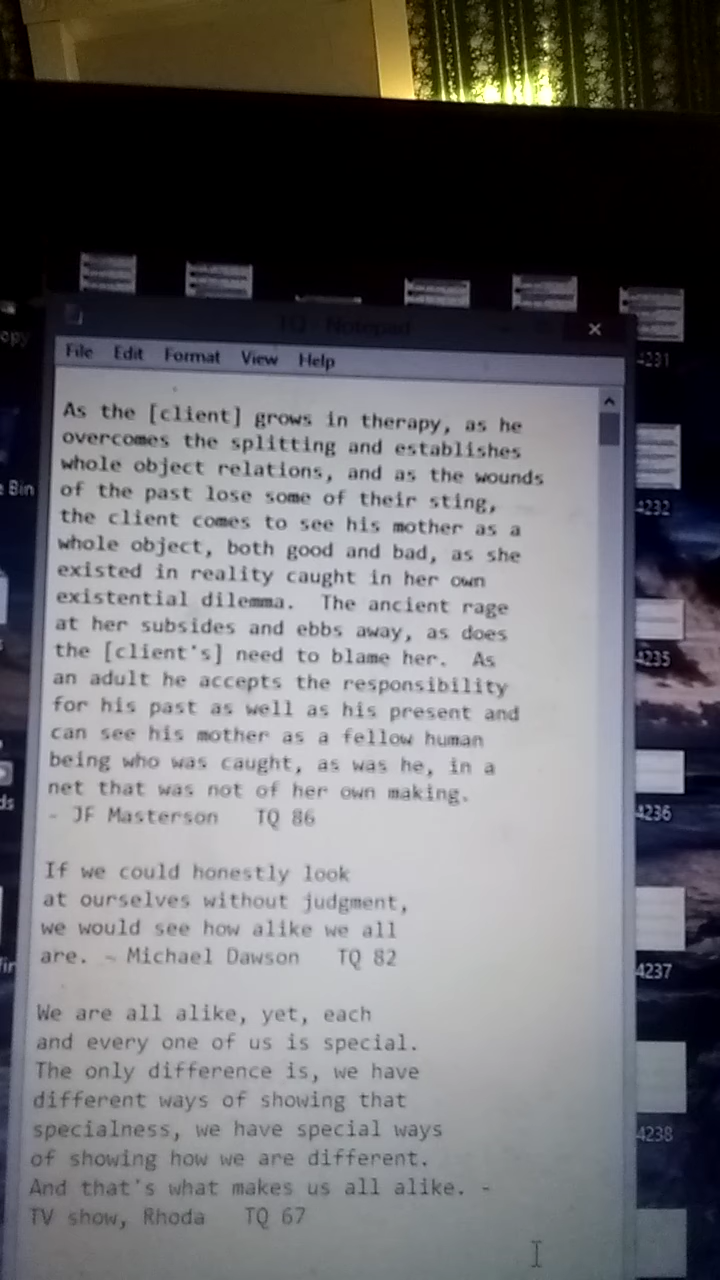 TQ - Notepad
File Edit Format View Help
As the [client] grows in therapy, as he
overcomes the splitting and establishes
whole object relations, and as the wounds
of the past lose some of their sting,
the client comes to see his mother as a
whole object, both good and bad, as she
existed in reality caught in her own
existential dilemma.  The ancient rage
at her subsides and ebbs away, as does
the [client's] need to blame her.  As
an adult he accepts the responsibility
for his past as well as his present and
can see his mother as a fellow human
being who was caught, as was he, in a
net that was not of her own making.
- JF Masterson   TQ 86
If we could honestly look
at ourselves without judgment,
we would see how alike we all
are. ~ Michael Dawson   TQ 82
We are all alike, yet, each
and every one of us is special.
The only difference is, we have
different ways of showing that
specialness, we have special ways
of showing how we are different.
And that's what makes us all alike. -
TV show, Rhoda   TQ 67
Bin
4231
4232
4235
4236
4237
4238